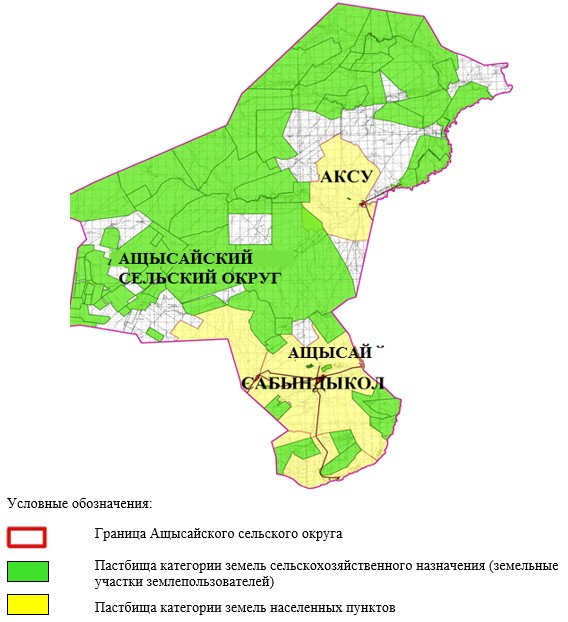 АКСУ
АЩЫСАЙСКИЙ
СЕЛЬСКИЙ ОКРУГ
АЩЫСАЙ
САБЫНДЫКОЛ
Условные обозначения:
Граница Ащысайского сельского округа
Пастбища категории земель сельскохозяйственного назначения (земельные
участки землепользователей)
Пастбища категории земель населенных пунктов